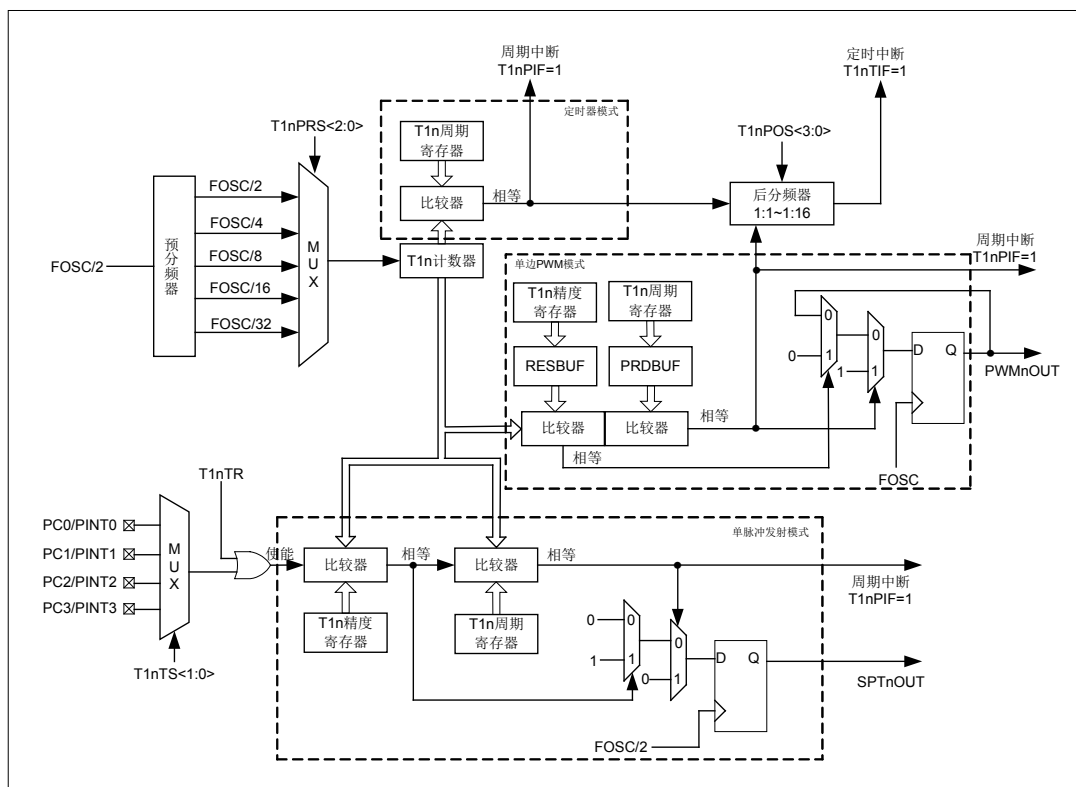 周期中断
T1nPIF=1
定时中断
T1nTIF=1
定时器模式
T1nPRS<2:0>
T1n周期
寄存器
T1nPOS<3:0>
FOSC/2
比较器
相等
后分频器
1:1~1:16
FOSC/4
预分频器
MUX
FOSC/2
FOSC/8
T1n计数器
周期中断
T1nPIF=1
单边PWM模式
FOSC/16
T1n精度
寄存器
T1n周期
寄存器
FOSC/32
0
0
1
0
1
1
D
Q
PWMnOUT
RESBUF
PRDBUF
比较器
比较器
相等
相等
FOSC
T1nTR
PC0/PINT0
PC1/PINT1
PC2/PINT2
PC3/PINT3
MUX
T1nTS<1:0>
单脉冲发射模式
使能
比较器
相等
比较器
相等
周期中断
T1nPIF=1
T1n精度
寄存器
T1n周期
寄存器
0
0
1
1
0
0
1
D
Q
SPTnOUT
FOSC/2